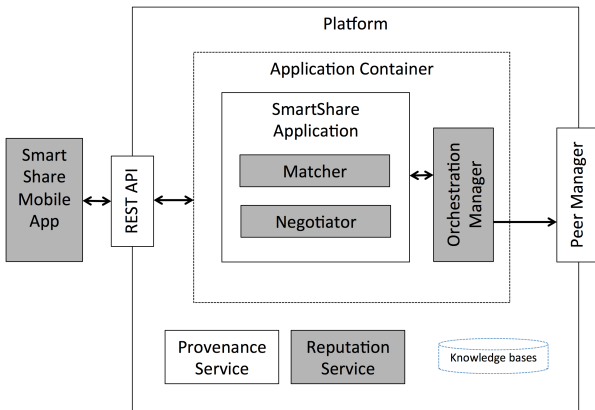 Platform
Application Container
SmartShare
Application
Matcher
Negotiator
Smart
Share
Mobile
App
REST API
Orchestration
Manager
Peer Manager
Provenance
Service
Reputation
Service
Knowledge bases